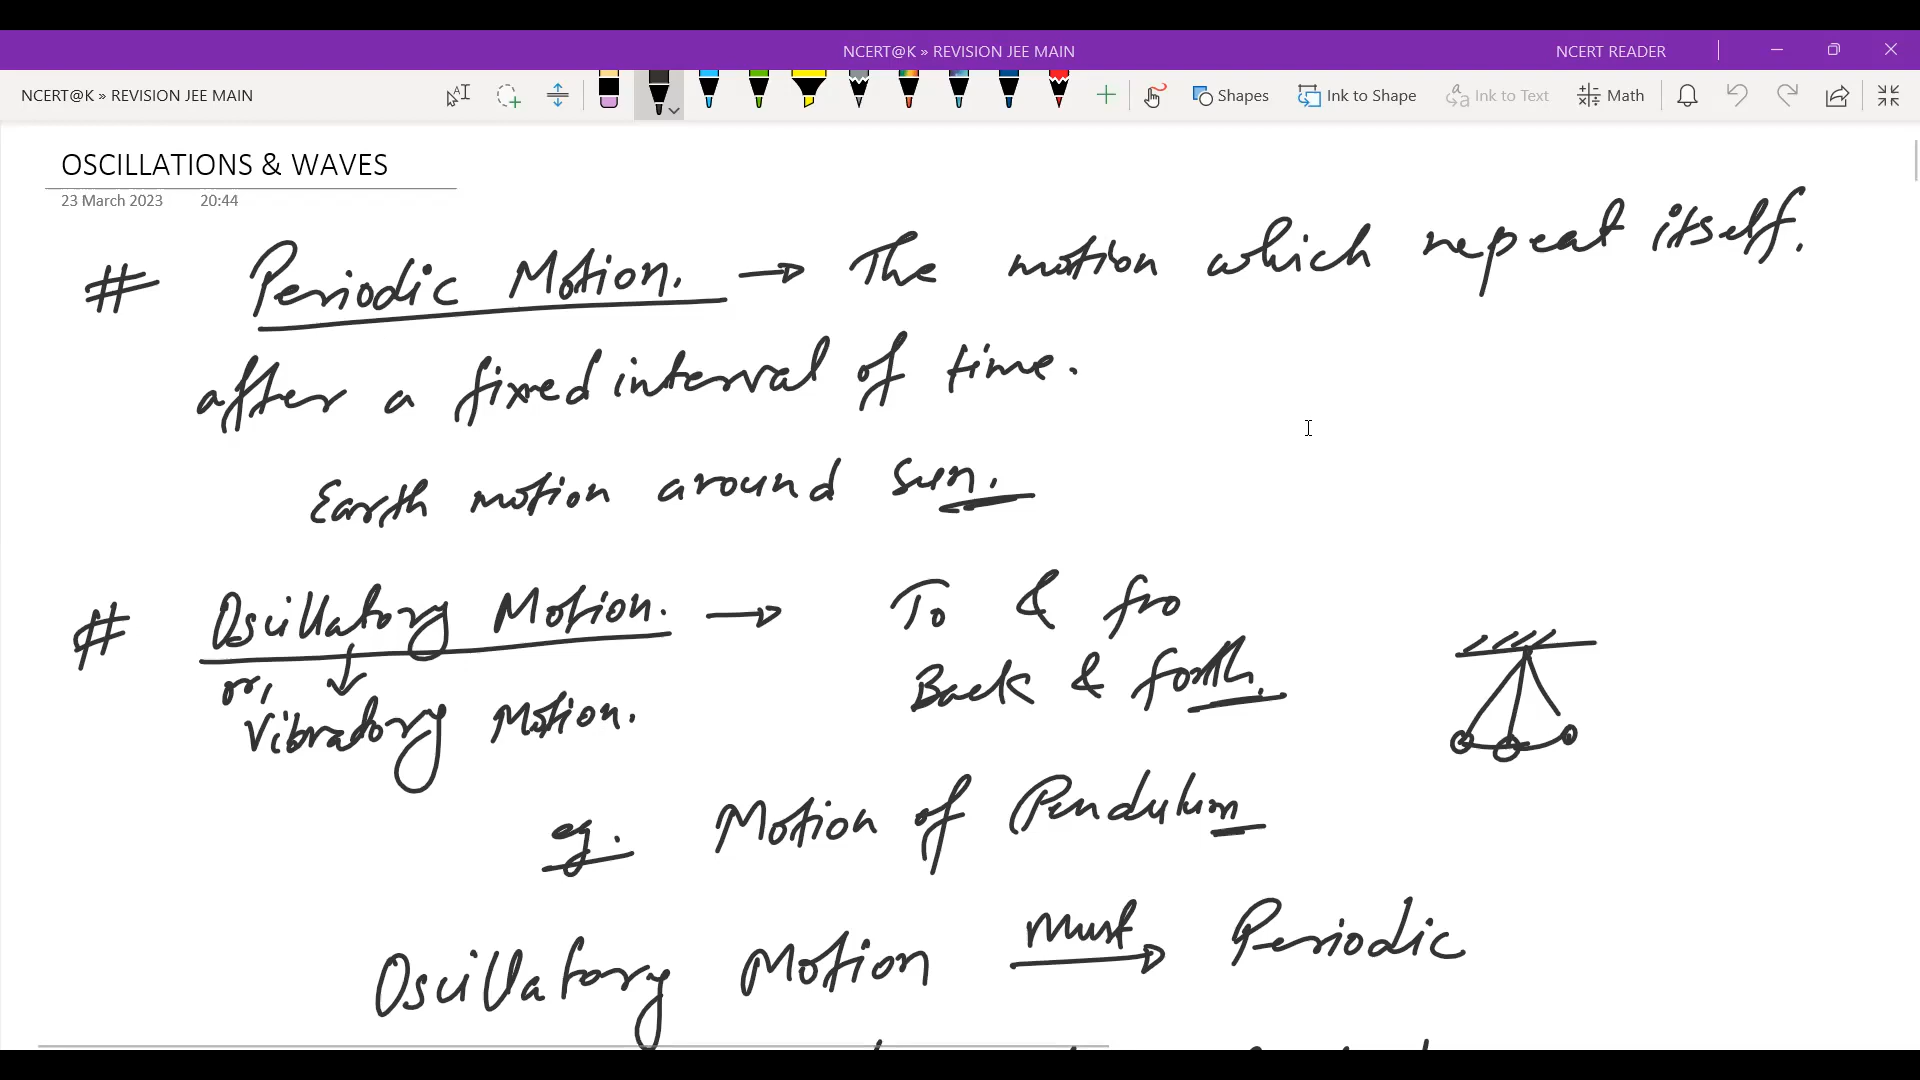 NCERT@K » REVISION JEE MAIN
NCERT READER
NCERT@K » REVISION JEE MAIN
Shapes
Ink to Shape
Ink to Text
Math
OSCILLATIONS & WAVES
23 March 2023 20:44
# Periodic Motion. → The motion which repeat itself.
after a fixed interval of time.
Earth motion around sun.
# Oscillatory Motion. → To & fro
Back & forth.
or, ↓
Vibratory Motion.
eg. Motion of Pendulum
Oscillatory Motion must → Periodic